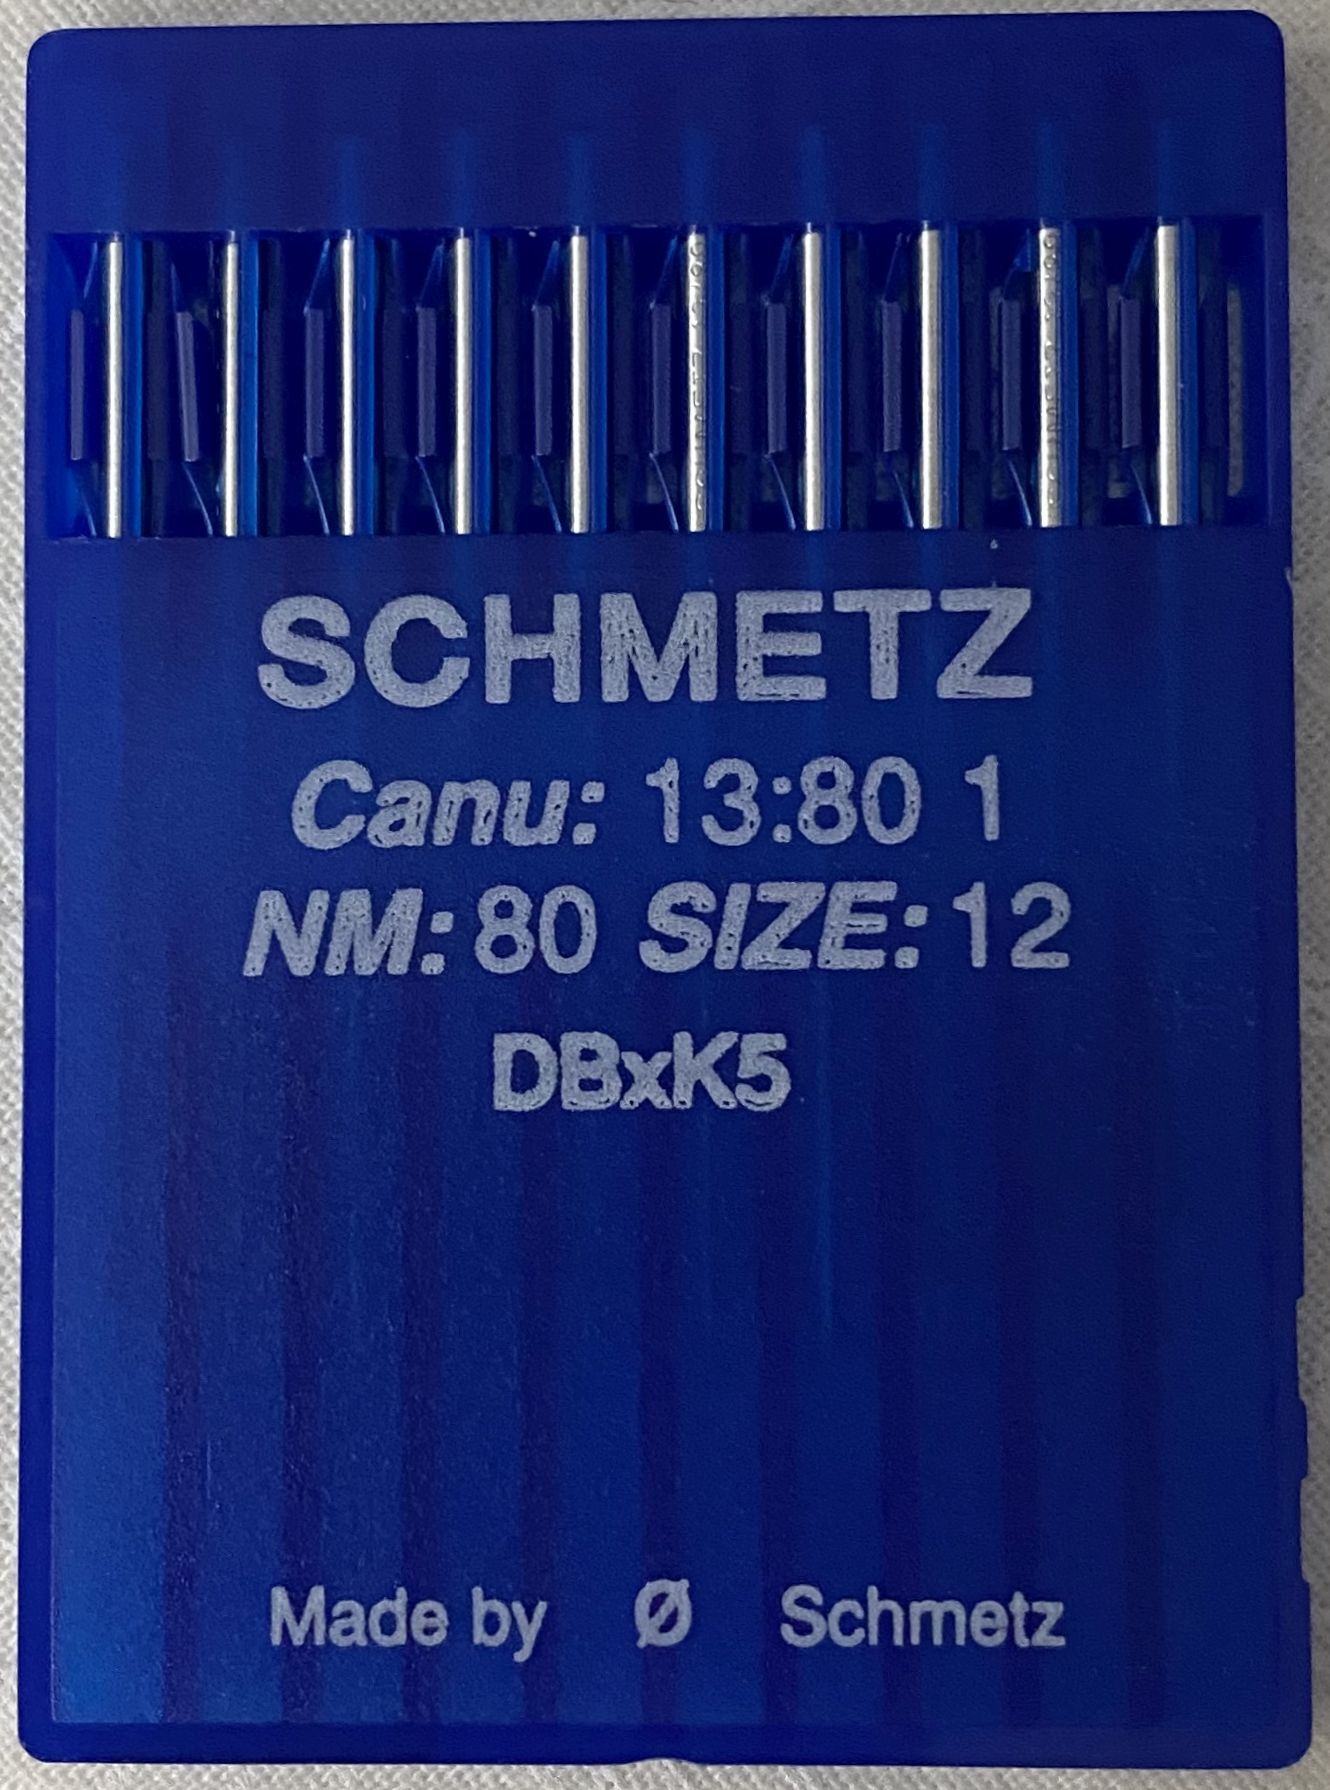 SCHMETZ
Canu: 13:80 1
NM: 80 SIZE: 12
DBxK5
Made by Ø Schmetz